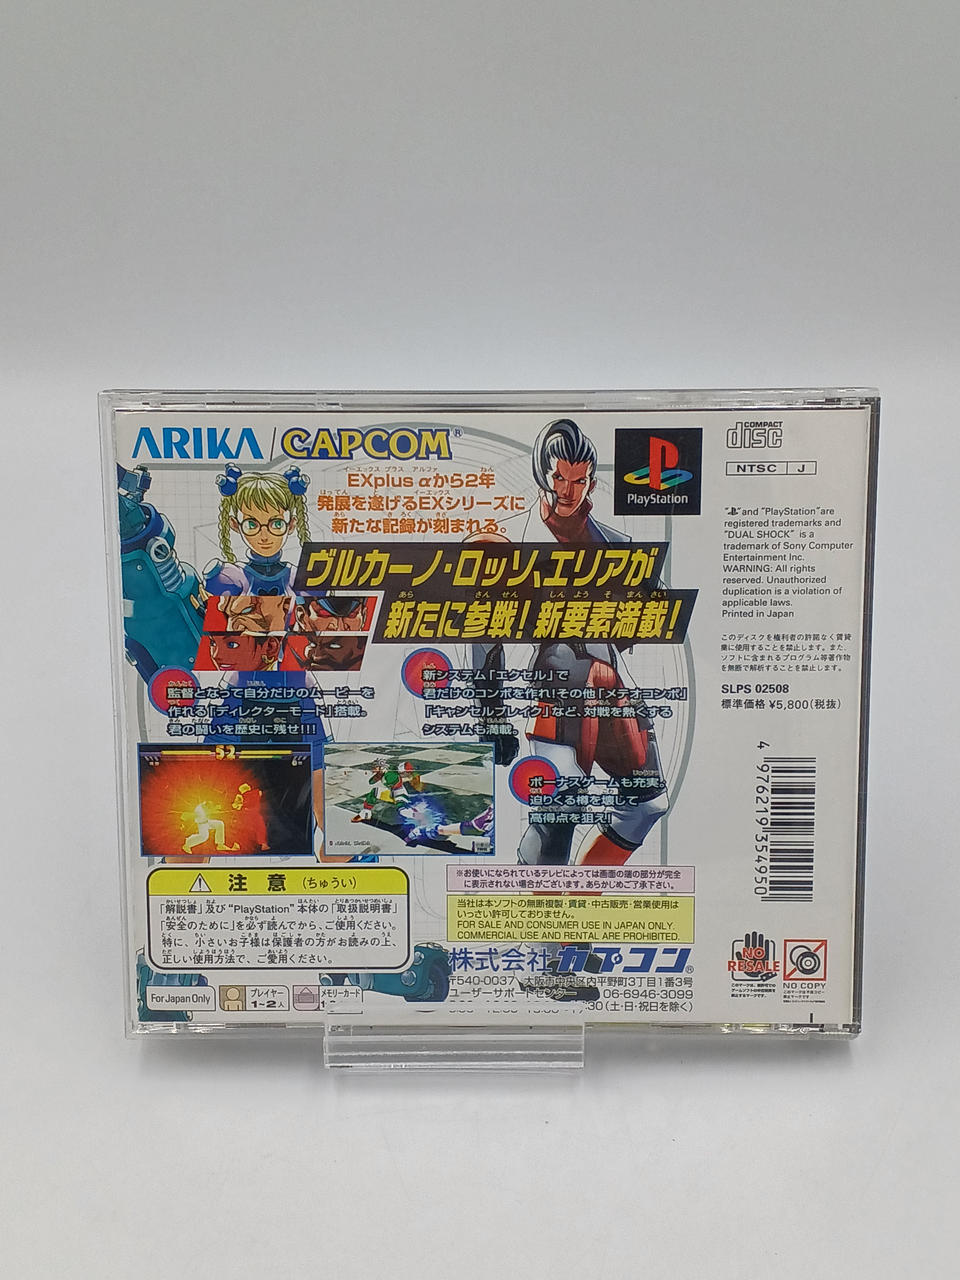 ARIKA / CAPCOM®
EXplus αから2年
発展を遂げるEXシリーズに
新たな記録が刻まれる。
ヴルカーノ・ロッソ、エリアが
新たに参戦!新要素満載!
監督となって自分だけのムービーを
作れる「ディレクターモード」搭載。
君の闘いを歴史に残せ!!!
新システム「エクセル」で
君だけのコンボを作れ!その他「メテオコンボ」
「キャンセルブレイク」など、対戦を熱くする
システムも満載。
ボーナスゲームも充実。
迫りくる樽を壊して
高得点を狙え!
52
注意(ちゅうい)
「解説書」及び“PlayStation”本体の「取扱説明書」
「安全のために」を必ず読んでから、ご使用ください。
特に、小さいお子様は保護者の方がお読みの上、
正しい使用方法で、ご愛用ください。
For Japan Only
プレイヤー
1~2人
メモリーカード
※お使いになられているテレビによっては画面の端の部分が完全
に表示されない場合がございます。あらかじめご了承下さい。
当社は本ソフトの無断複製・賃貸・中古販売・営業使用は
いっさい許可しておりません。
FOR SALE AND CONSUMER USE IN JAPAN ONLY.
COMMERCIAL USE AND RENTAL ARE PROHIBITED.
株式会社カプコン®
〒540-0037 大阪市中央区内平野町3丁目1番3号
ユーザーサポートセンター 06-6946-3099
30(土・日・祝日を除く)
PlayStation
COMPACT
disc
NTSC J
“PS” and “PlayStation” are
registered trademarks and
“DUAL SHOCK” is a
trademark of Sony Computer
Entertainment Inc.
WARNING: All rights
reserved. Unauthorized
duplication is a violation of
applicable laws.
Printed in Japan
このディスクを権利者の許諾なく賃貸
業に使用することを禁止します。また、
ソフトに含まれるプログラム等著作物
を無断で解析することを禁止します。
SLPS 02508
標準価格 ¥5,800(税抜)
4 976219 354950
NO
RESALE
NO COPY